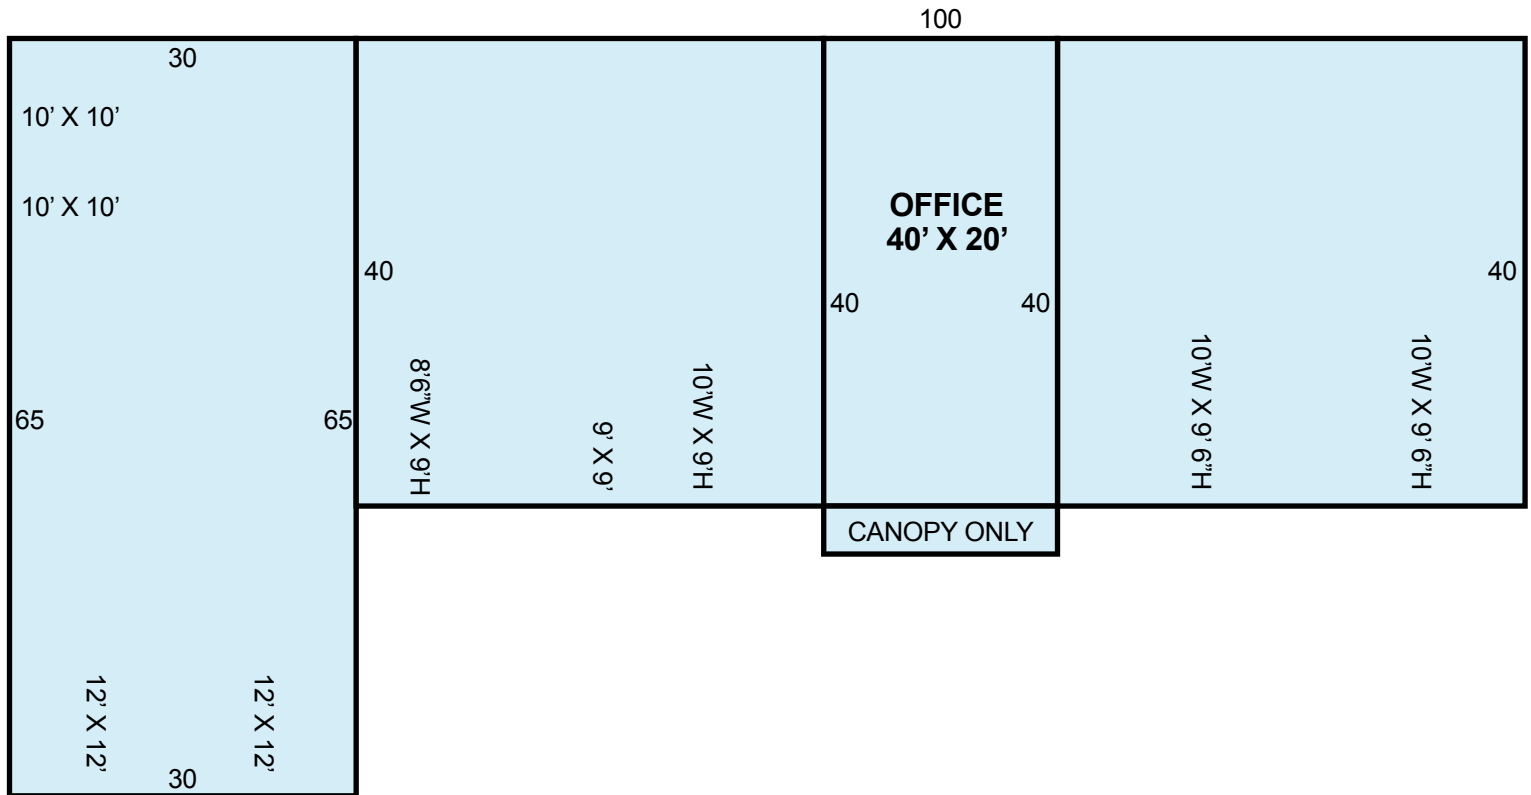 100
30
10’ X 10’
10’ X 10’
OFFICE
40’ X 20’
40
40
40
40
65
65
8’6”W X 9’H
9’ X 9’
10’W X 9’H
10’W X 9’ 6”H
10’W X 9’ 6”H
CANOPY ONLY
12’ X 12’
12’ X 12’
30